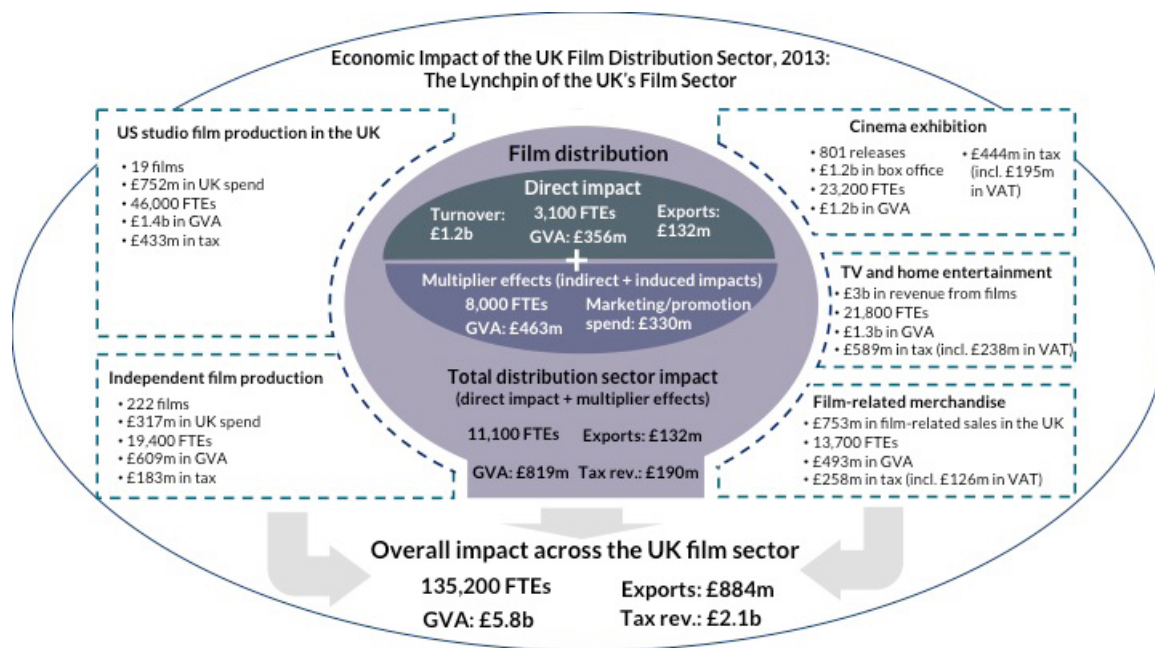 Economic Impact of the UK Film Distribution Sector, 2013:
The Lynchpin of the UK's Film Sector
US studio film production in the UK
• 19 films
• £752m in UK spend
• 46,000 FTEs
• £1.4b in GVA
• £433m in tax
Independent film production
• 222 films
• £317m in UK spend
• 19,400 FTEs
• £609m in GVA
• £183m in tax
Film distribution
Direct impact
Turnover:
£1.2b
3,100 FTEs
GVA: £356m
Exports:
£132m
+
Multiplier effects (indirect + induced impacts)
8,000 FTEs
GVA: £463m
Marketing/promotion
spend: £330m
Total distribution sector impact
(direct impact + multiplier effects)
11,100 FTEs
Exports: £132m
GVA: £819m
Tax rev.: £190m
Cinema exhibition
• 801 releases
• £1.2b in box office
• 23,200 FTEs
• £1.2b in GVA
• £444m in tax
(incl. £195m
in VAT)
TV and home entertainment
• £3b in revenue from films
• 21,800 FTEs
• £1.3b in GVA
• £589m in tax (incl. £238m in VAT)
Film-related merchandise
• £753m in film-related sales in the UK
• 13,700 FTEs
• £493m in GVA
• £258m in tax (incl. £126m in VAT)
Overall impact across the UK film sector
135,200 FTEs
Exports: £884m
GVA: £5.8b
Tax rev.: £2.1b